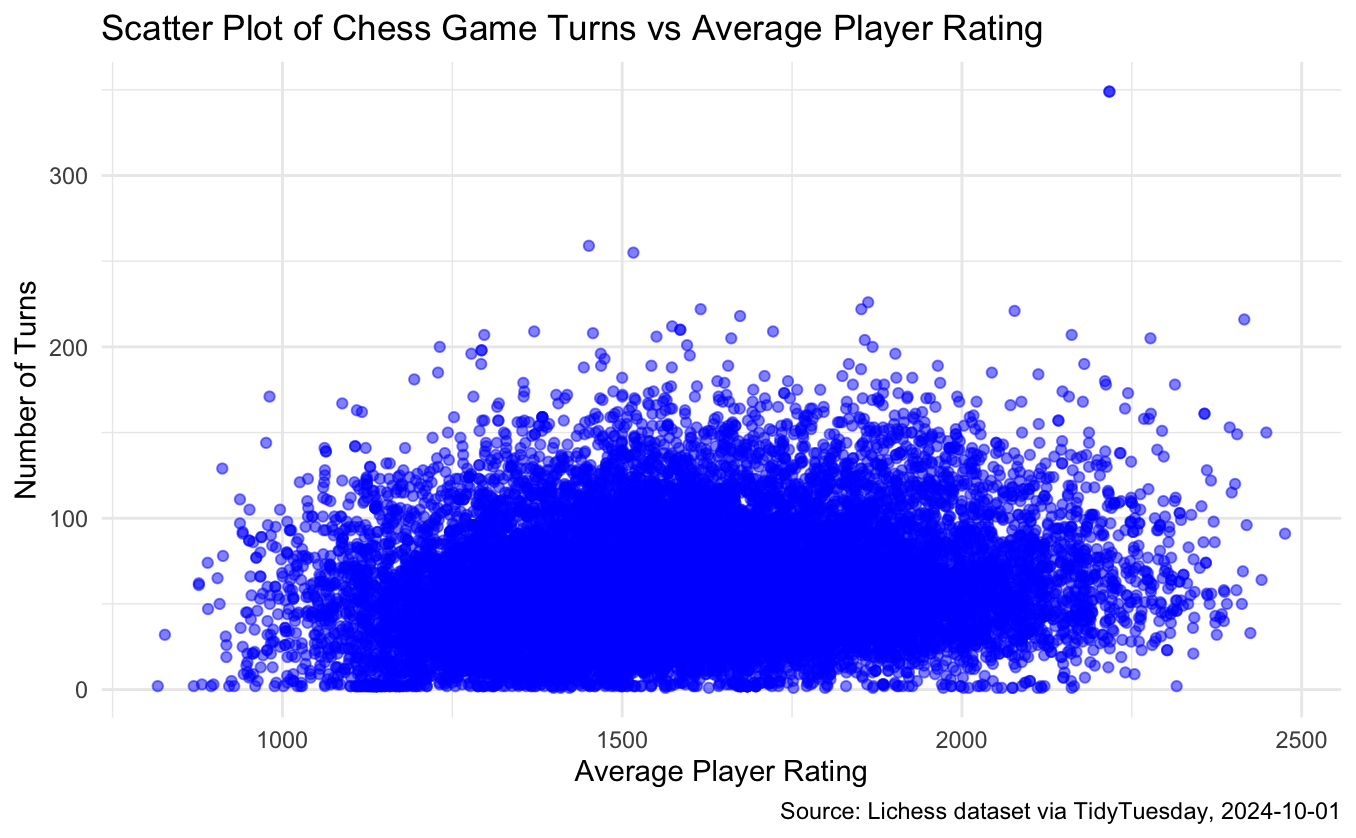 Scatter Plot of Chess Game Turns vs Average Player Rating
Number of Turns
300
200
100
0
1000 1500 2000 2500
Average Player Rating
Source: Lichess dataset via TidyTuesday, 2024-10-01